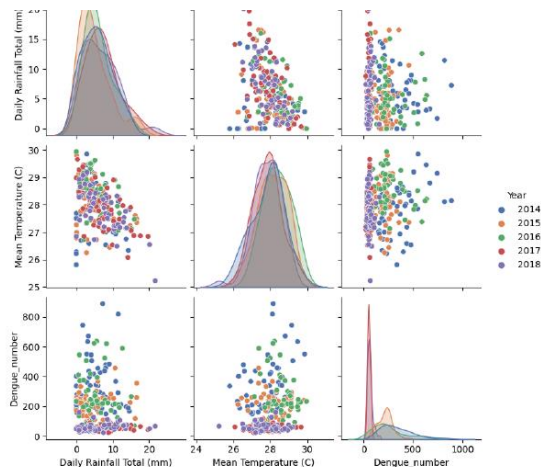 Daily Rainfall Total (mm)
20
15
10
5
0
Mean Temperature (C)
30
29
28
27
26
25
Year
2014
2015
2016
2017
2018
Dengue_number
800
600
400
200
0
0 10 20
24 26 28 30
0 500 1000
Daily Rainfall Total (mm) Mean Temperature (C) Dengue_number